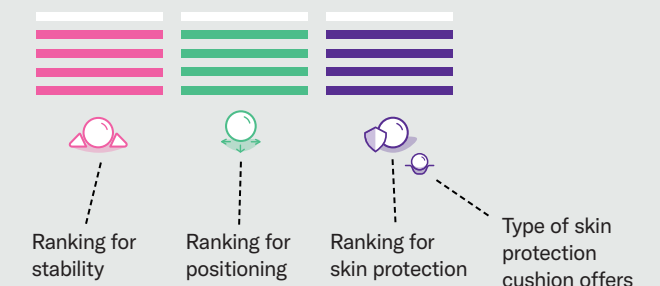 Ranking for
stability
Ranking for
positioning
Ranking for
skin protection
Type of skin
protection
cushion offers